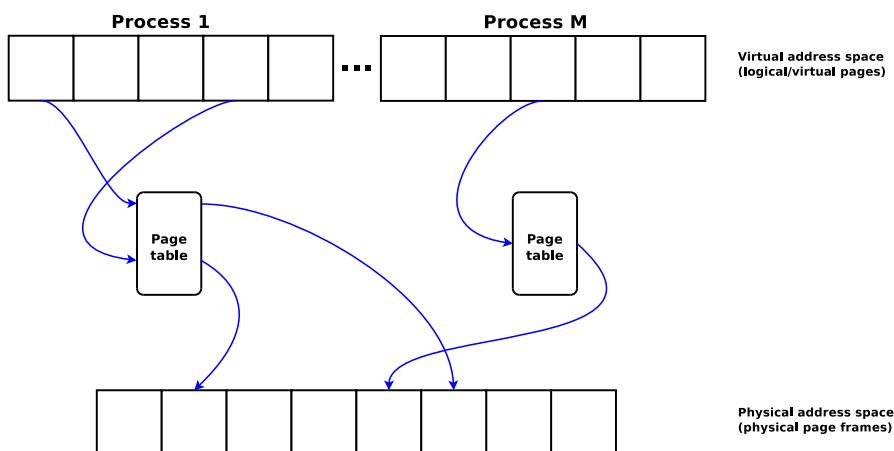 Process 1
Process M
Virtual address space
(logical/virtual pages)
Page
table
Page
table
Physical address space
(physical page frames)